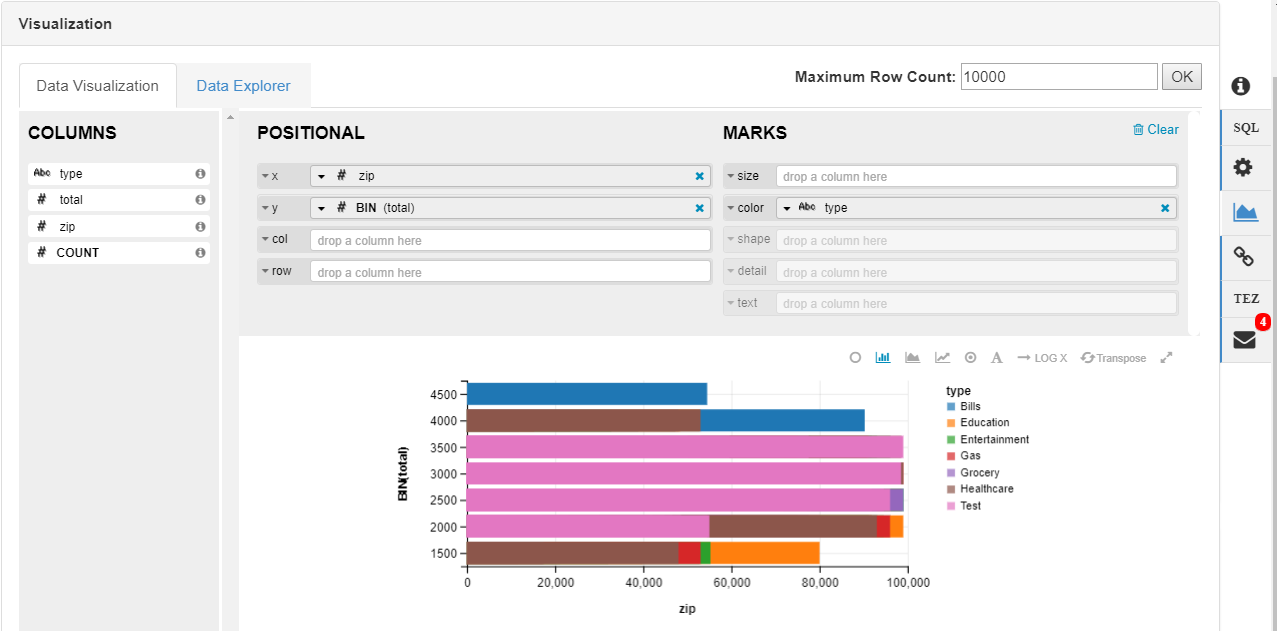 Visualization
Data Visualization
Data Explorer
Maximum Row Count: 10000 OK
COLUMNS
Abc type
# total
# zip
# COUNT
POSITIONAL
x # zip
y # BIN (total)
col drop a column here
row drop a column here
MARKS
Clear
size drop a column here
color Abc type
shape drop a column here
detail drop a column here
text drop a column here
SQL
TEZ
4
A LOG X Transpose
BIN(total)
4500
4000
3500
3000
2500
2000
1500
0 20,000 40,000 60,000 80,000 100,000
zip
type
Bills
Education
Entertainment
Gas
Grocery
Healthcare
Test